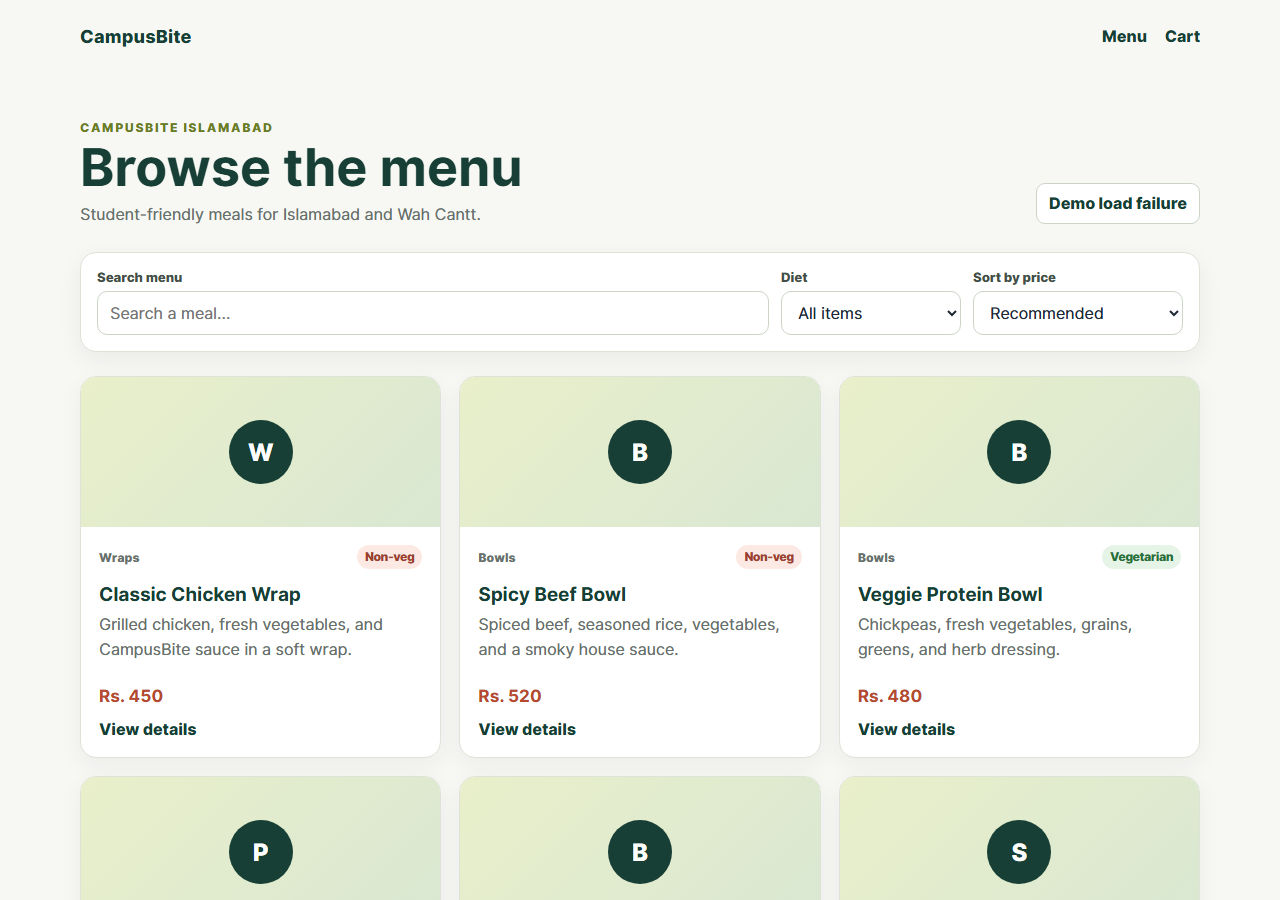 CampusBite
Menu Cart
CAMPUSBITE ISLAMABAD
Browse the menu
Student-friendly meals for Islamabad and Wah Cantt.
Demo load failure
Search menu Diet Sort by price
Search a meal... All items Recommended
W B B
Wraps Non-veg
Classic Chicken Wrap
Grilled chicken, fresh vegetables, and
CampusBite sauce in a soft wrap.
Rs. 450
View details
Bowls Non-veg
Spicy Beef Bowl
Spiced beef, seasoned rice, vegetables,
and a smoky house sauce.
Rs. 520
View details
Bowls Vegetarian
Veggie Protein Bowl
Chickpeas, fresh vegetables, grains,
greens, and herb dressing.
Rs. 480
View details
P B S